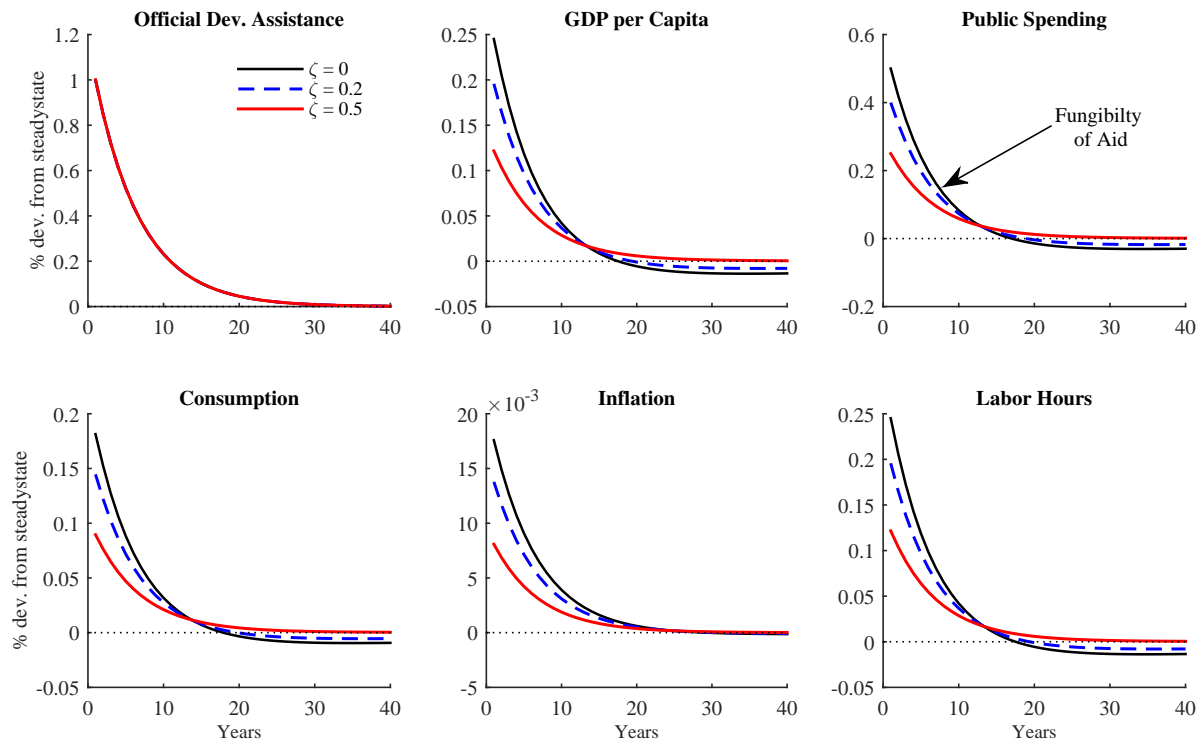 Official Dev. Assistance
% dev. from steadystate
1.2
1
0.8
0.6
0.4
0.2
0
0 10 20 30 40
ζ = 0
ζ = 0.2
ζ = 0.5
GDP per Capita
0.25
0.2
0.15
0.1
0.05
0
-0.05
0 10 20 30 40
Public Spending
0.6
0.4
0.2
0
-0.2
0 10 20 30 40
Fungibilty
of Aid
Consumption
% dev. from steadystate
0.2
0.15
0.1
0.05
0
-0.05
0 10 20 30 40
Years
Inflation
×10⁻³
20
15
10
5
0
-5
0 10 20 30 40
Years
Labor Hours
0.25
0.2
0.15
0.1
0.05
0
-0.05
0 10 20 30 40
Years